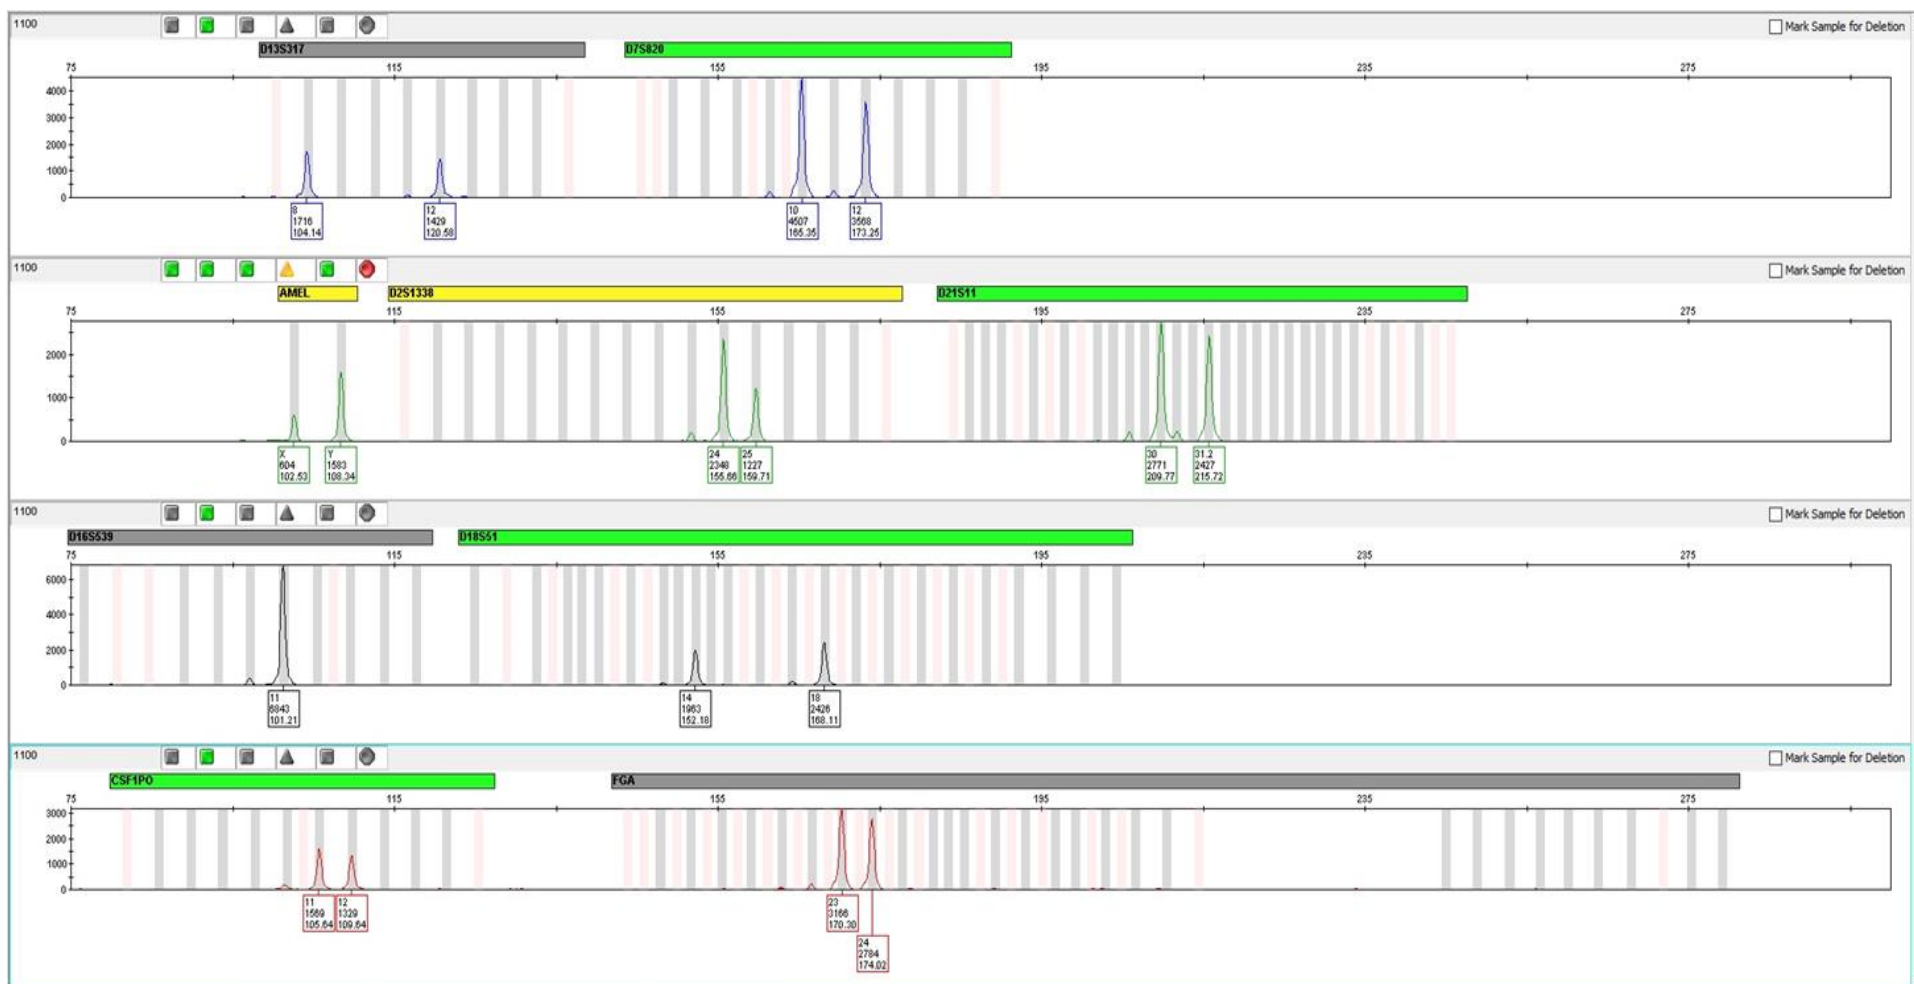 1100 Mark Sample for Deletion
D13S317 D7S820
75 115 155 195 235 275
4000
3000
2000
1000
0
8 12 10 12
1716 1429 4507 3568
104.14 120.58 165.35 173.25
1100 Mark Sample for Deletion
AMEL D2S1338 D21S11
75 115 155 195 235 275
2000
1000
0
X Y 24 25 30 31.2
604 1583 2348 1227 2771 2427
102.53 108.34 155.66 159.71 209.77 215.72
1100 Mark Sample for Deletion
D16S539 D18S51
75 115 155 195 235 275
6000
4000
2000
0
11 14 18
6843 1963 2426
101.21 152.18 168.11
1100 Mark Sample for Deletion
CSF1PO FGA
75 115 155 195 235 275
3000
2000
1000
0
11 12 23
1569 1329 3166
105.64 109.64 170.30
24
2784
174.02